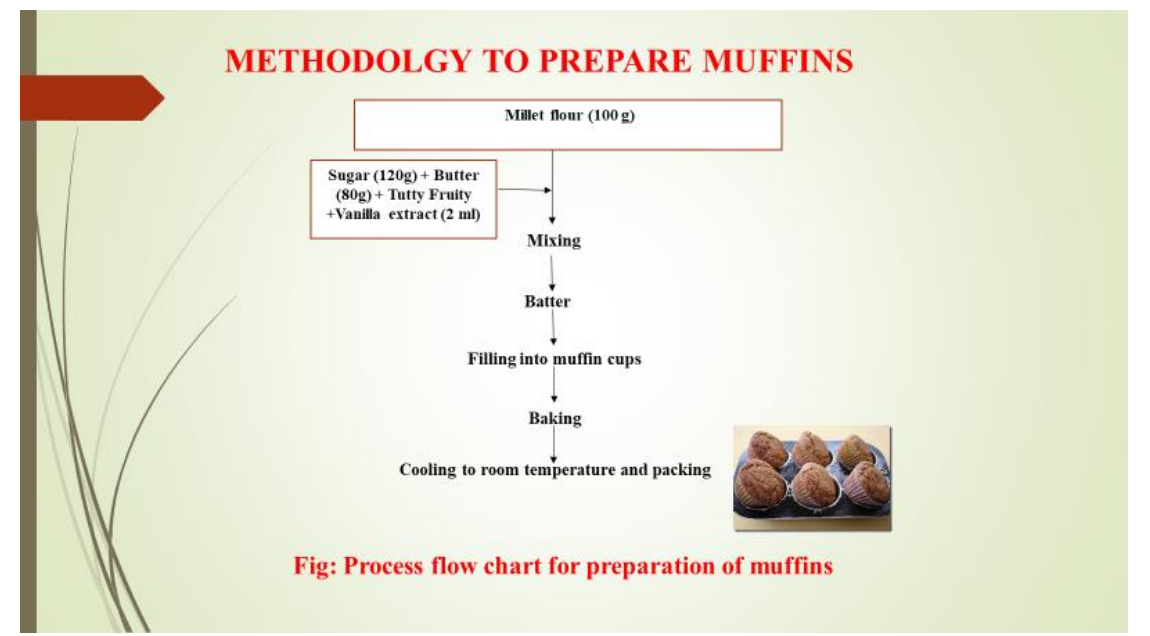 METHODOLGY TO PREPARE MUFFINS
Millet flour (100 g)
Sugar (120g) + Butter
(80g) + Tutty Fruity
+Vanilla extract (2 ml)
Mixing
Batter
Filling into muffin cups
Baking
Cooling to room temperature and packing
Fig: Process flow chart for preparation of muffins